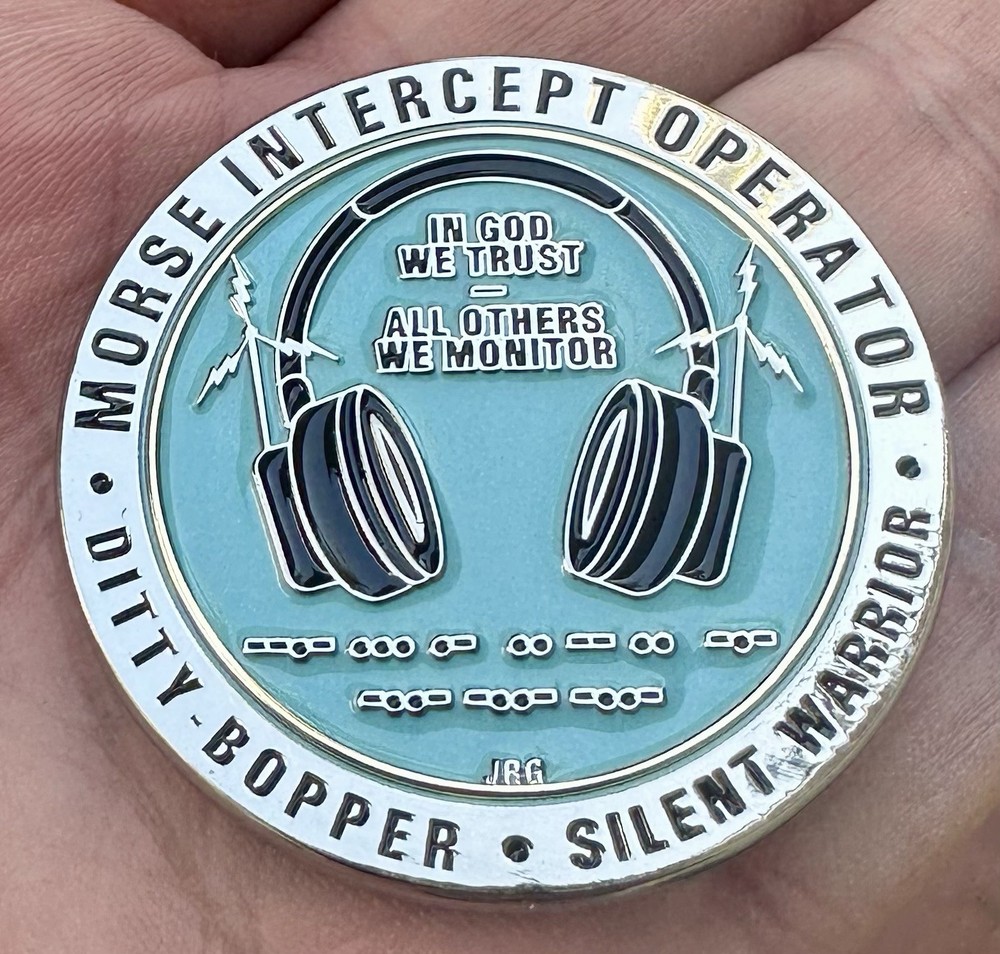 MORSE INTERCEPT OPERATOR
IN GOD
WE TRUST
-
ALL OTHERS
WE MONITOR
JRG
• DITTY-BOPPER • SILENT WARRIOR •